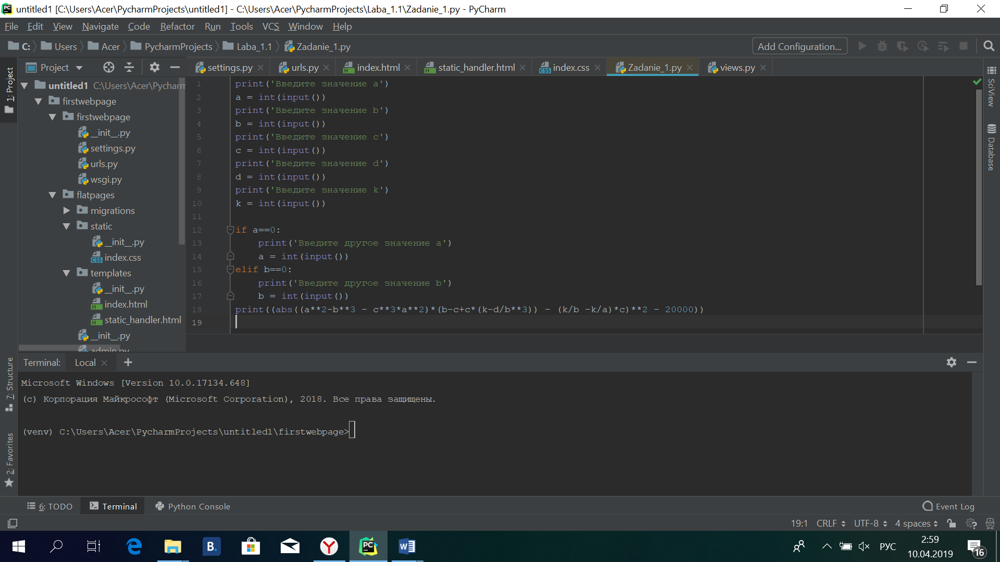 untitled1 [C:\Users\Acer\PycharmProjects\untitled1] - C:\Users\Acer\PycharmProjects\Laba_1.1\Zadanie_1.py - PyCharm
File Edit View Navigate Code Refactor Run Tools VCS Window Help
C: Users Acer PycharmProjects Laba_1.1 Zadanie_1.py Add Configuration...
Project settings.py urls.py index.html static_handler.html index.css Zadanie_1.py views.py
1: Project
7: Structure
2: Favorites
untitled1 C:\Users\Acer\Pycharm
firstwebpage
firstwebpage
__init__.py
settings.py
urls.py
wsgi.py
flatpages
migrations
static
__init__.py
index.css
templates
__init__.py
index.html
static_handler.html
__init__.py
admin.py
1 print('Введите значение a')
2 a = int(input())
3 print('Введите значение b')
4 b = int(input())
5 print('Введите значение c')
6 c = int(input())
7 print('Введите значение d')
8 d = int(input())
9 print('Введите значение k')
10 k = int(input())
11
12 if a==0:
13 print('Введите другое значение a')
14 a = int(input())
15 elif b==0:
16 print('Введите другое значение b')
17 b = int(input())
18 print((abs((a**2-b**3 - c**3*a**2)*(b-c+c*(k-d/b**3)) - (k/b -k/a)*c)**2 - 20000))
19
SciView
Database
Terminal: Local
Microsoft Windows [Version 10.0.17134.648]
(c) Корпорация Майкрософт (Microsoft Corporation), 2018. Все права защищены.
(venv) C:\Users\Acer\PycharmProjects\untitled1\firstwebpage>
6: TODO Terminal Python Console Event Log
19:1 CRLF UTF-8 4 spaces
РУС 2:59
10.04.2019 16